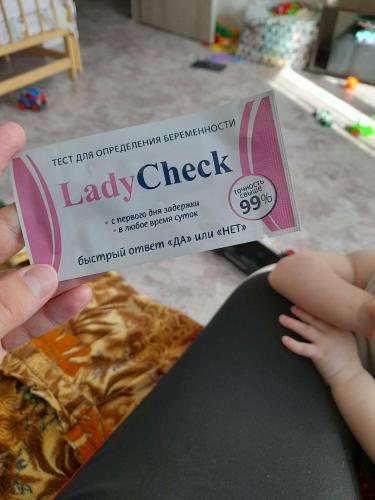 ТЕСТ ДЛЯ ОПРЕДЕЛЕНИЯ БЕРЕМЕННОСТИ
LadyCheck
• с первого дня задержки
• в любое время суток
точность
свыше
99%
быстрый ответ «ДА» или «НЕТ»